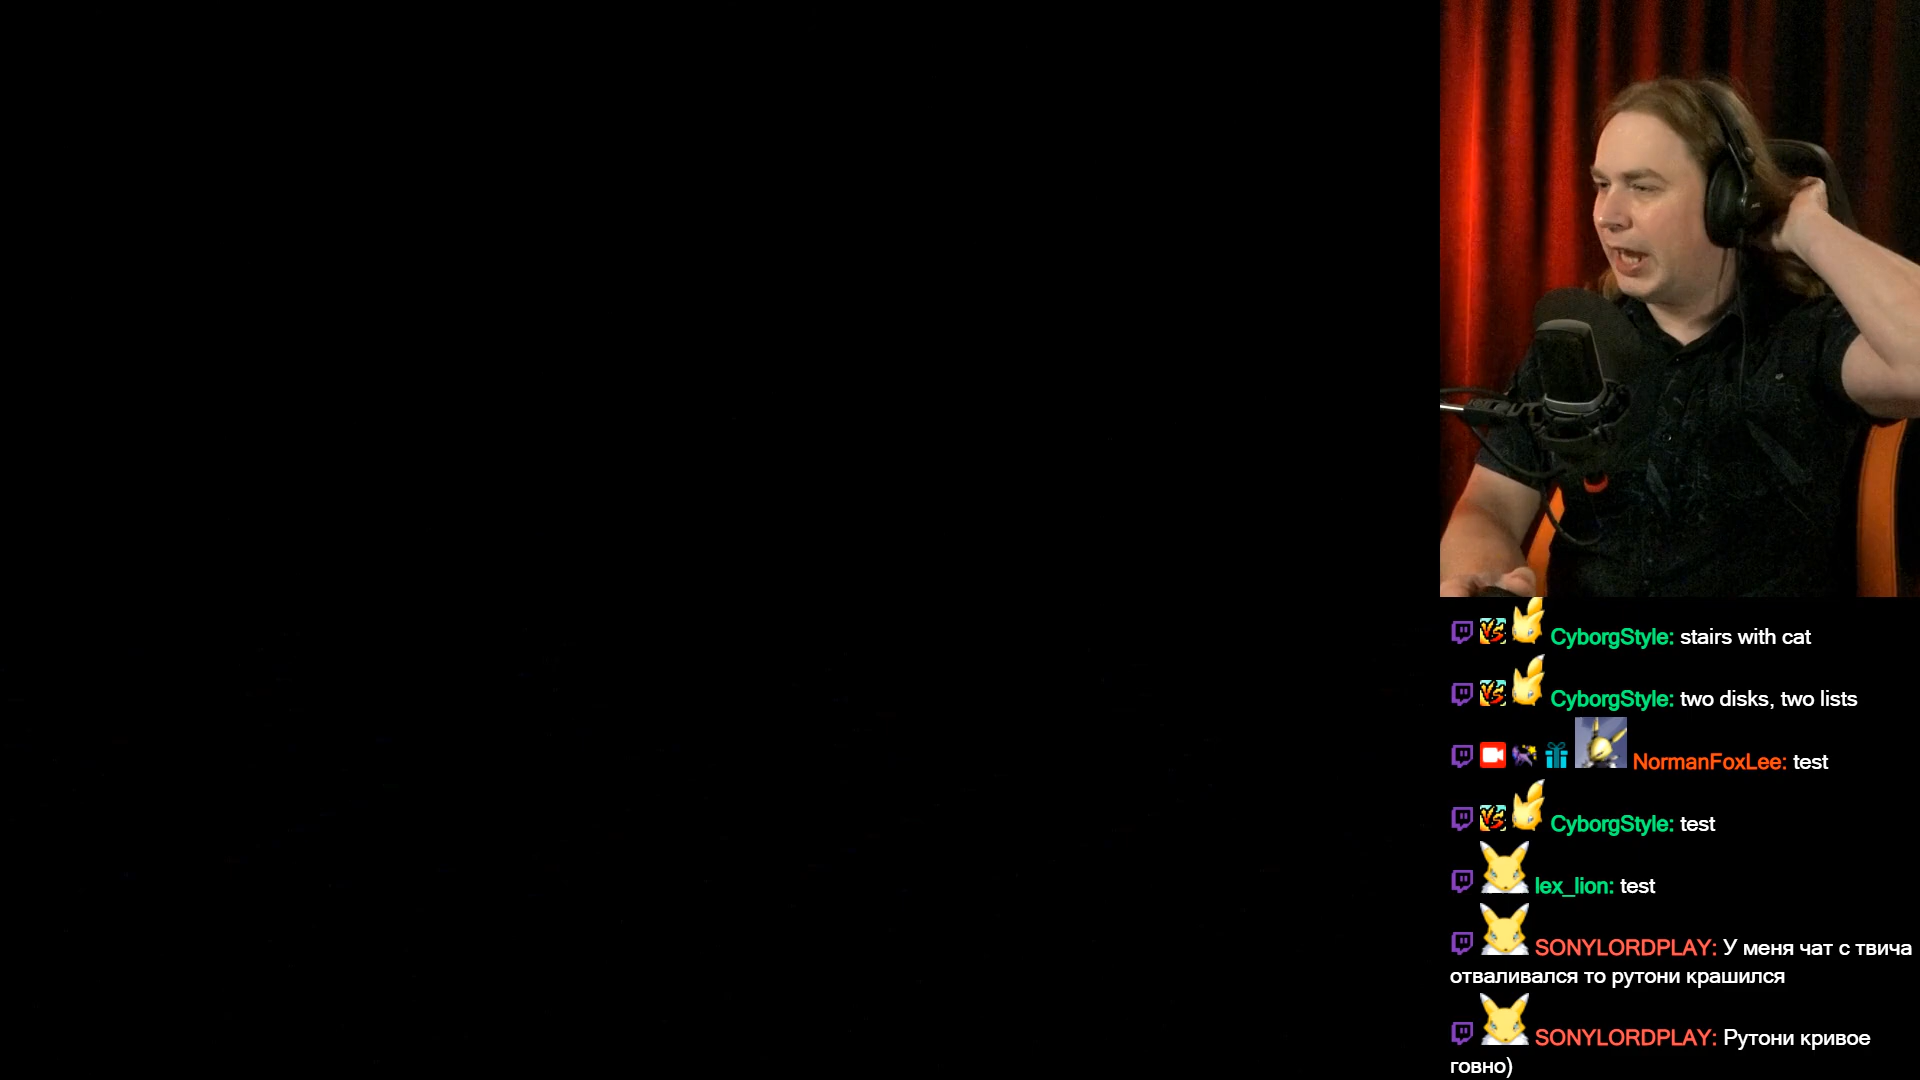 CyborgStyle: stairs with cat
CyborgStyle: two disks, two lists
NormanFoxLee: test
CyborgStyle: test
lex_lion: test
SONYLORDPLAY: У меня чат с твича
отваливался то рутони крашился
SONYLORDPLAY: Рутони кривое
говно)